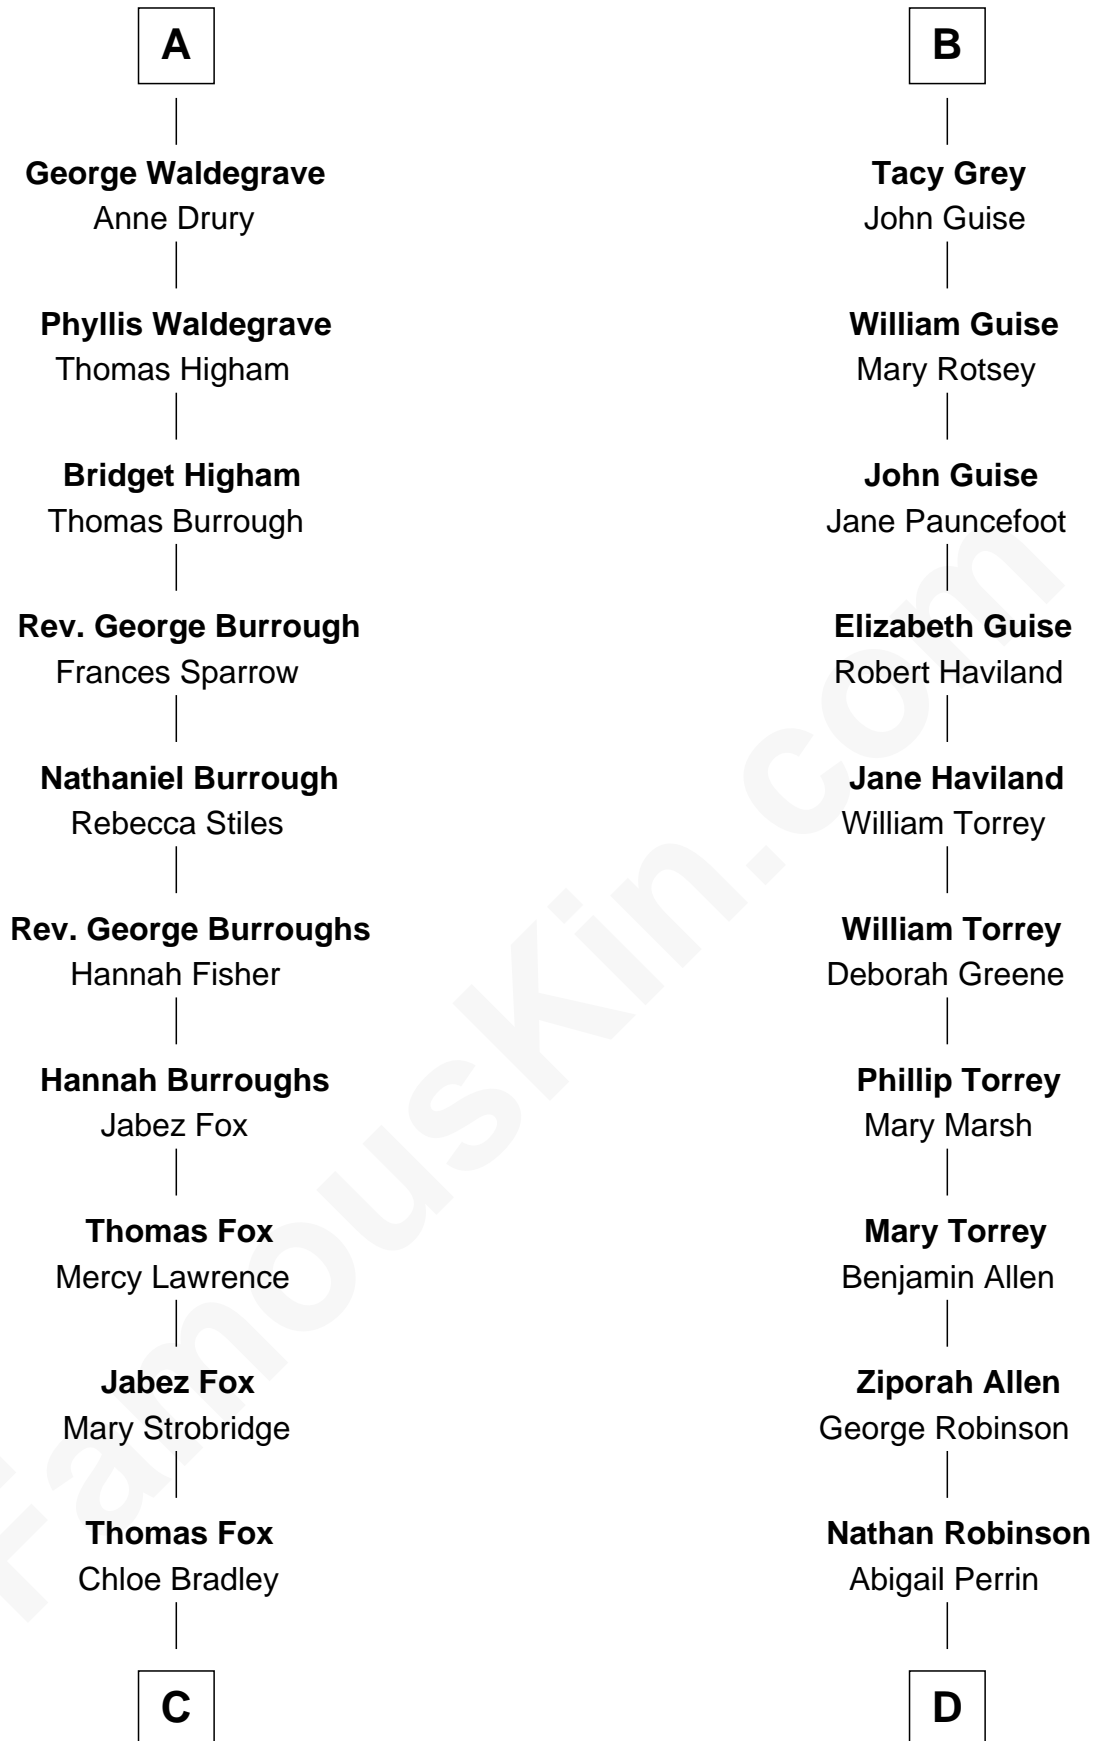 A
George Waldegrave
Anne Drury
Phyllis Waldegrave
Thomas Higham
Bridget Higham
Thomas Burrough
Rev. George Burrough
Frances Sparrow
Nathaniel Burrough
Rebecca Stiles
Rev. George Burroughs
Hannah Fisher
Hannah Burroughs
Jabez Fox
Thomas Fox
Mercy Lawrence
Jabez Fox
Mary Strobridge
Thomas Fox
Chloe Bradley
C
B
Tacy Grey
John Guise
William Guise
Mary Rotsey
John Guise
Jane Pauncefoot
Elizabeth Guise
Robert Haviland
Jane Haviland
William Torrey
William Torrey
Deborah Greene
Phillip Torrey
Mary Marsh
Mary Torrey
Benjamin Allen
Ziporah Allen
George Robinson
Nathan Robinson
Abigail Perrin
D
FamousKin.com